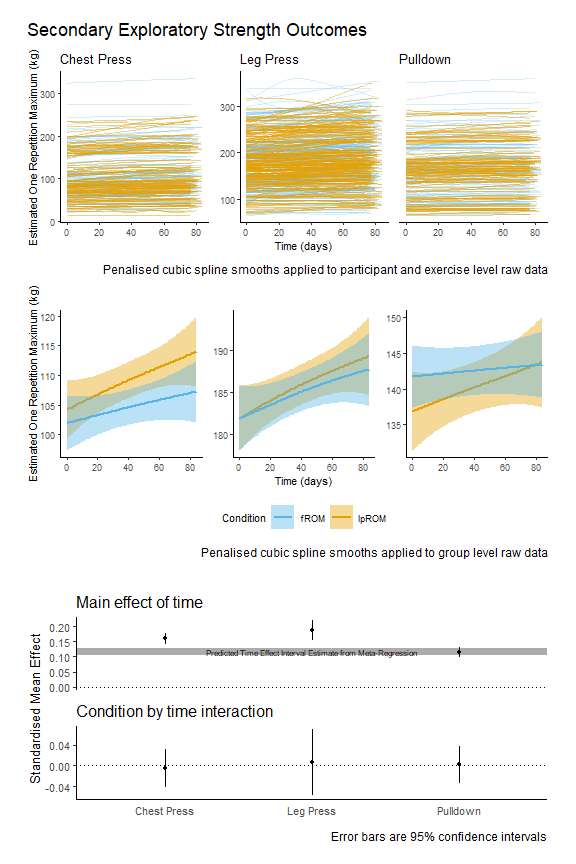 Secondary Exploratory Strength Outcomes
Chest Press
Leg Press
Pulldown
Estimated One Repetition Maximum (kg)
300
200
100
0
300
200
100
300
200
100
0 20 40 60 80
0 20 40 60 80
0 20 40 60 80
Time (days)
Penalised cubic spline smooths applied to participant and exercise level raw data
Estimated One Repetition Maximum (kg)
120
115
110
105
100
190
185
180
150
145
140
135
0 20 40 60 80
0 20 40 60 80
0 20 40 60 80
Time (days)
Condition fROM lpROM
Penalised cubic spline smooths applied to group level raw data
Main effect of time
Standardised Mean Effect
0.20
0.15
0.10
0.05
0.00
Predicted Time Effect Interval Estimate from Meta-Regression
Condition by time interaction
0.04
0.00
-0.04
Chest Press
Leg Press
Pulldown
Error bars are 95% confidence intervals